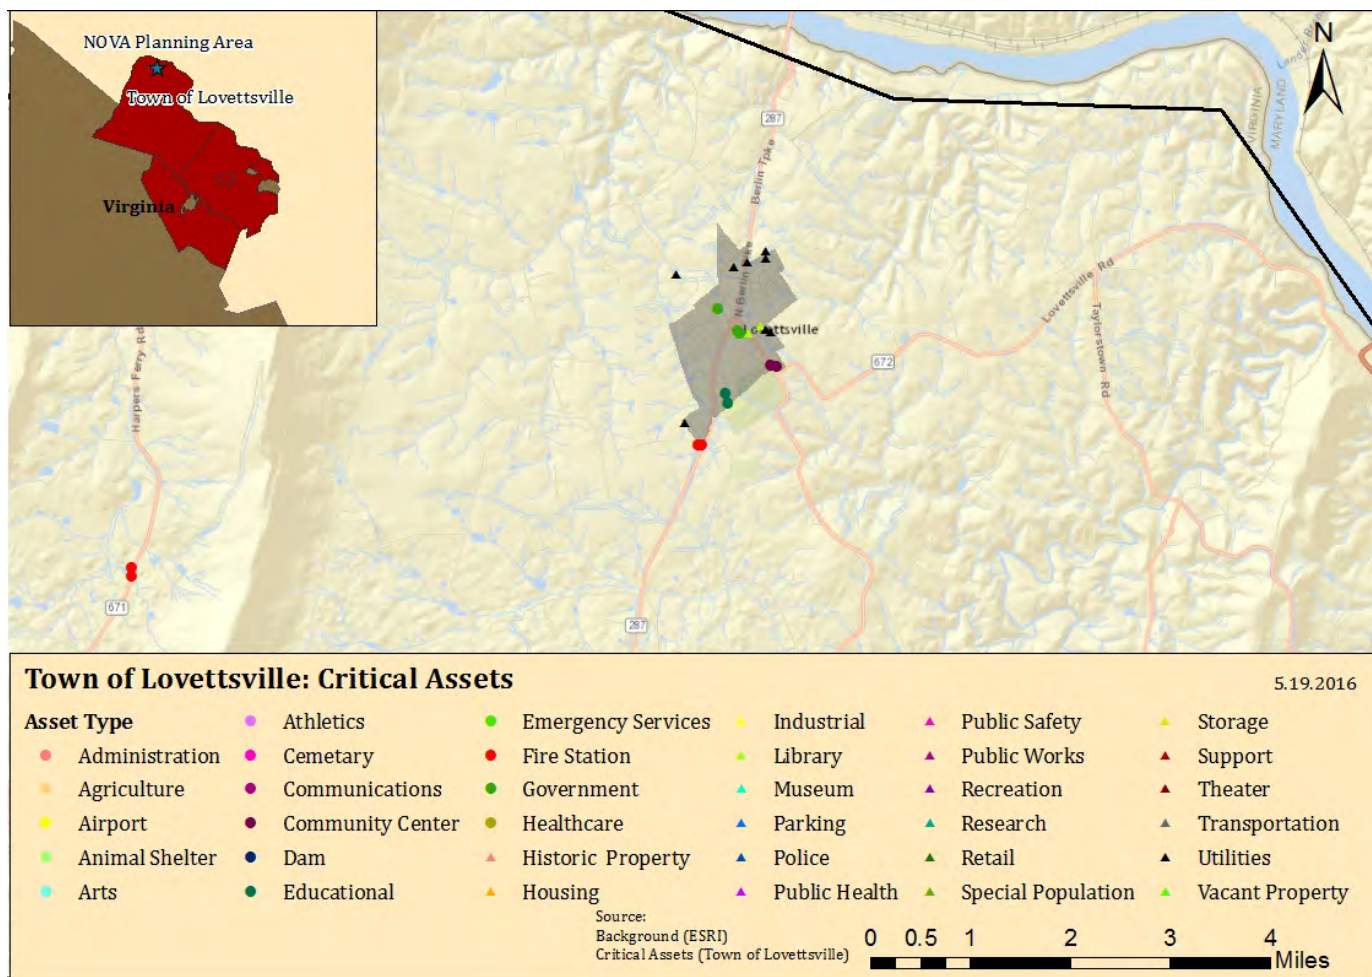 NOVA Planning Area
Town of Lovettsville
Virginia
N
287
Berlin Tpke
VIRGINIA
MARYLAND
N Berlin Tpke
Lovettsville
Lovettsville Rd
Taylorstown Rd
672
Harpers Ferry Rd
671
287
Town of Lovettsville: Critical Assets
5.19.2016
Asset Type
Administration
Agriculture
Airport
Animal Shelter
Arts
Athletics
Cemetary
Communications
Community Center
Dam
Educational
Emergency Services
Fire Station
Government
Healthcare
Historic Property
Housing
Industrial
Library
Museum
Parking
Police
Public Health
Public Safety
Public Works
Recreation
Research
Retail
Special Population
Storage
Support
Theater
Transportation
Utilities
Vacant Property
Source:
Background (ESRI)
Critical Assets (Town of Lovettsville)
0 0.5 1 2 3 4
Miles